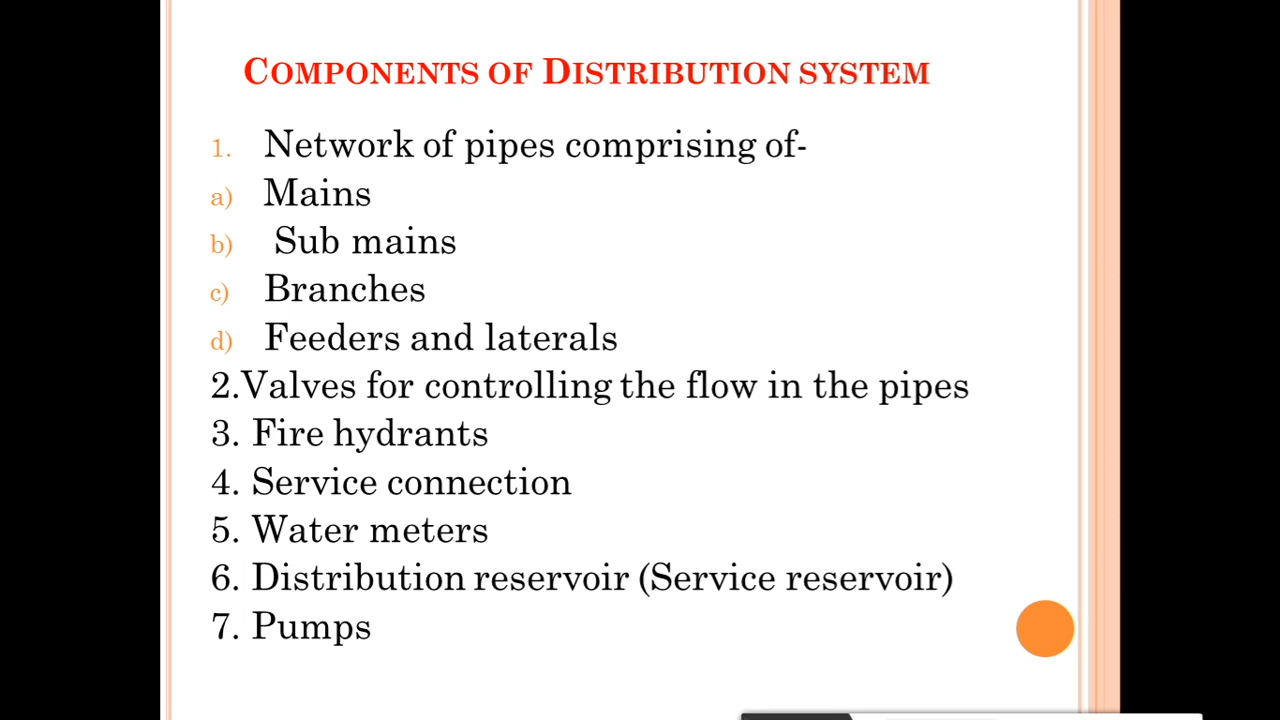 COMPONENTS OF DISTRIBUTION SYSTEM
1. Network of pipes comprising of-
a) Mains
b) Sub mains
c) Branches
d) Feeders and laterals
2.Valves for controlling the flow in the pipes
3. Fire hydrants
4. Service connection
5. Water meters
6. Distribution reservoir (Service reservoir)
7. Pumps